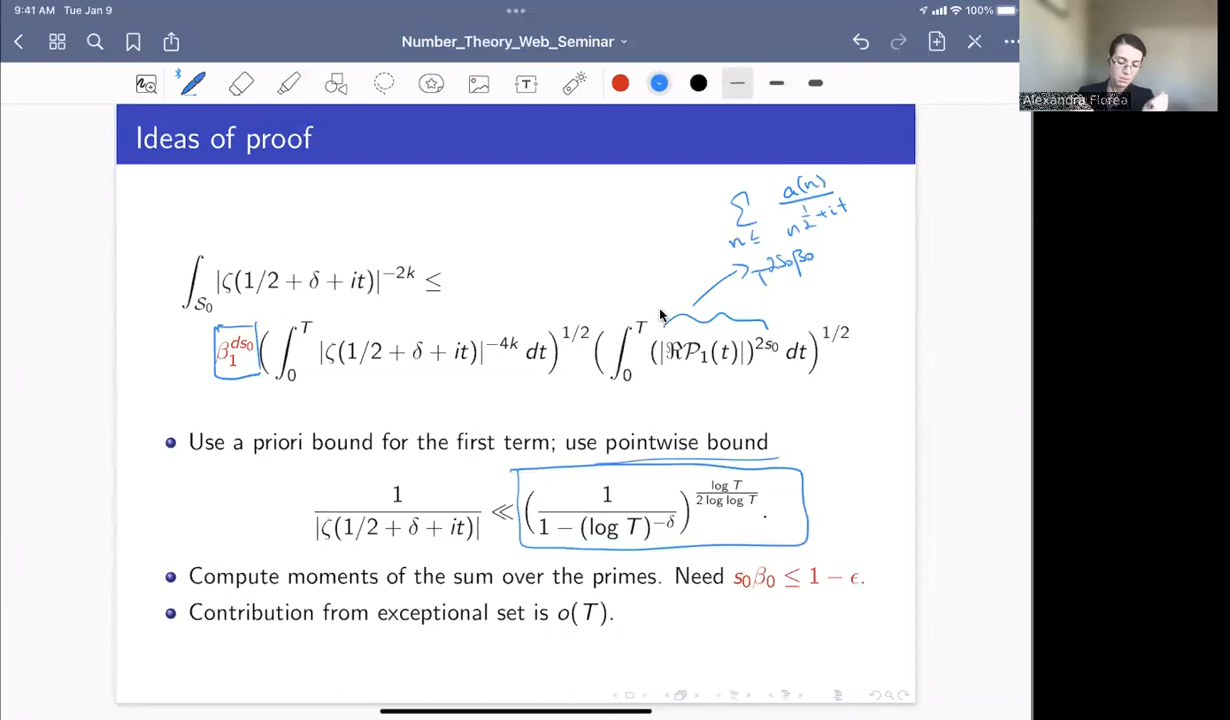 9:41 AM Tue Jan 9
100%
Number_Theory_Web_Seminar
Alexandra Florea
Ideas of proof
∑_{n ≤ T^{2s₀β₀}} a(n)/n^{1/2+it}
∫_{S₀} |ζ(1/2 + δ + it)|^{−2k} ≤
β₁^{ds₀} (∫₀^T |ζ(1/2 + δ + it)|^{−4k} dt)^{1/2} (∫₀^T (|ℜP₁(t)|)^{2s₀} dt)^{1/2}
Use a priori bound for the first term; use pointwise bound
1/|ζ(1/2 + δ + it)| ≪ (1/(1 − (log T)^{−δ}))^{log T/(2 log log T)}.
Compute moments of the sum over the primes. Need s₀β₀ ≤ 1 − ϵ.
Contribution from exceptional set is o(T).